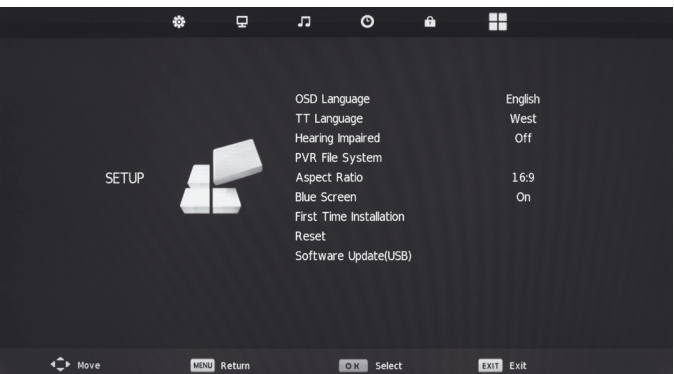 OSD Language English
TT Language West
Hearing Impaired Off
PVR File System
SETUP
Aspect Ratio 16:9
Blue Screen On
First Time Installation
Reset
Software Update(USB)
Move MENU Return OK Select EXIT Exit